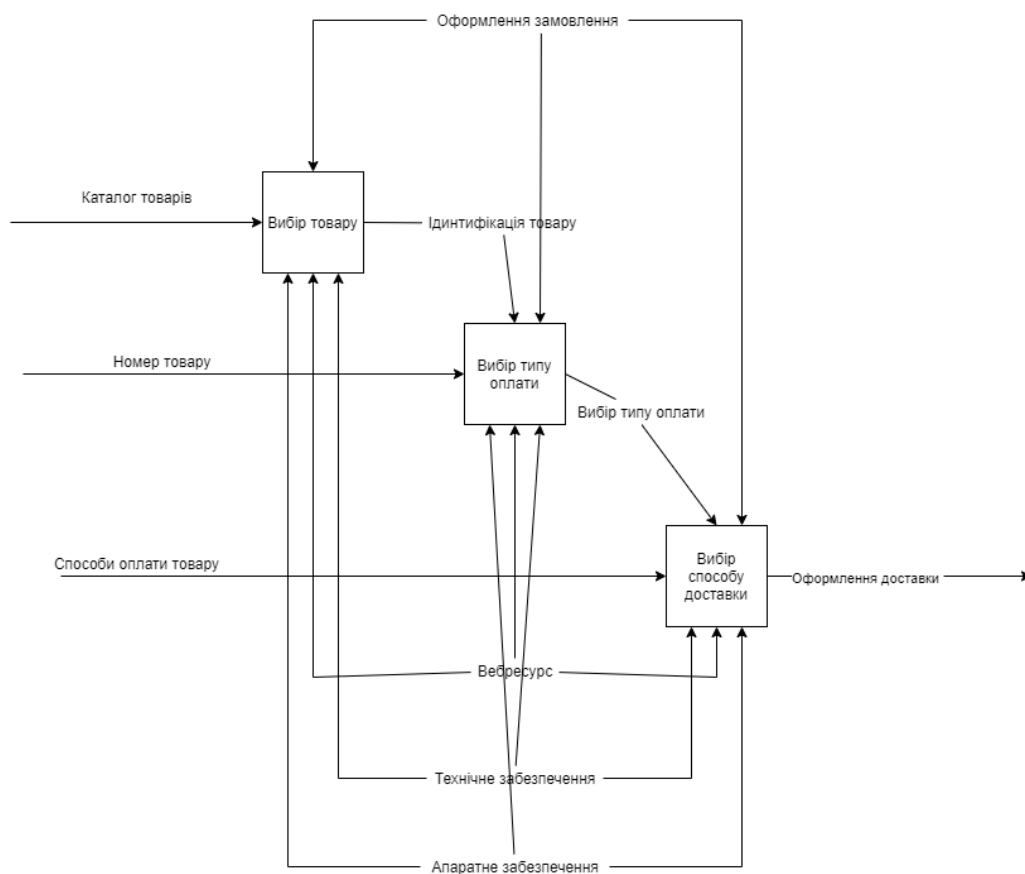 Оформлення замовлення
Каталог товарів
Вибір товару
Ідинтифікація товару
Номер товару
Вибір типу
оплати
Вибір типу оплати
Способи оплати товару
Вибір
способу
доставки
Оформлення доставки
Вебресурс
Технічне забезпечення
Апаратне забезпечення